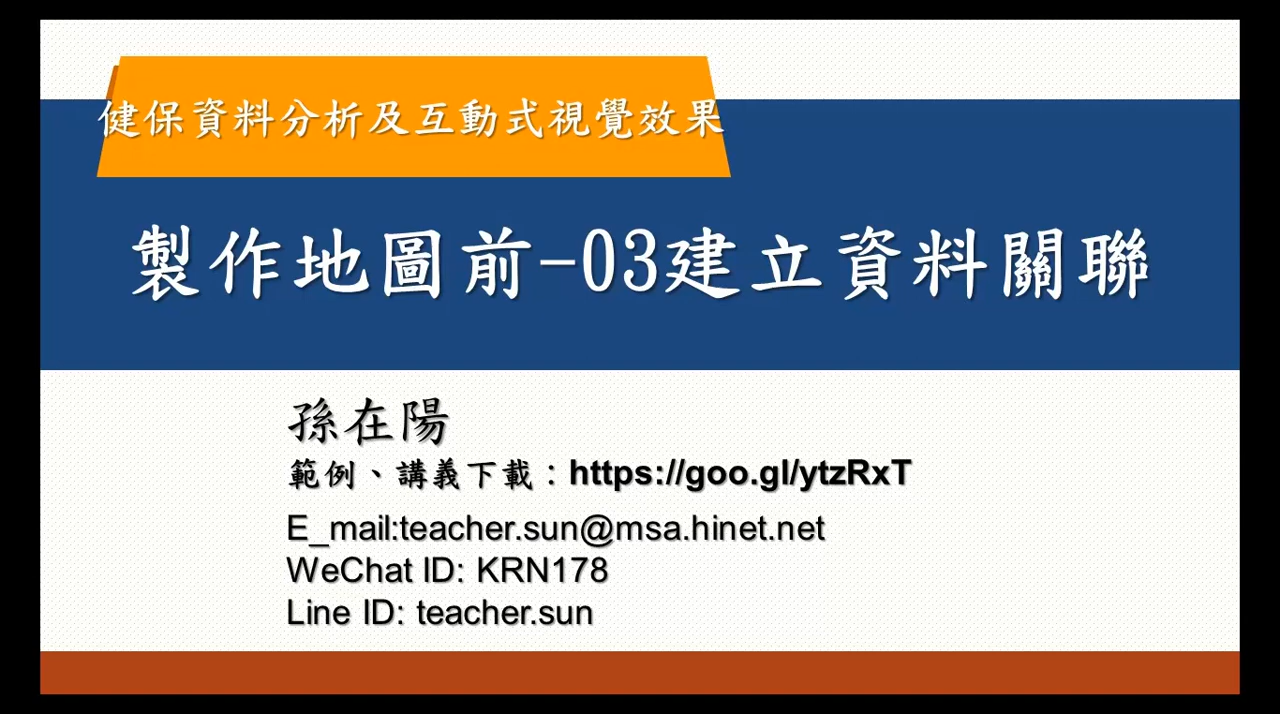 健保資料分析及互動式視覺效果
製作地圖前-03建立資料關聯
孫在陽
範例、講義下載：https://goo.gl/ytzRxT
E_mail:teacher.sun@msa.hinet.net
WeChat ID: KRN178
Line ID: teacher.sun